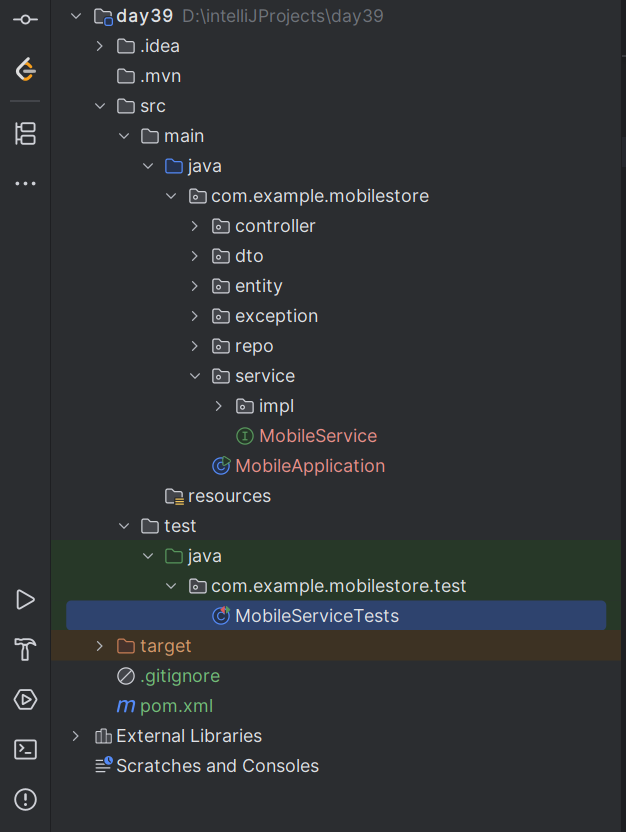 day39 D:\intelliJProjects\day39
.idea
.mvn
src
main
java
com.example.mobilestore
controller
dto
entity
exception
repo
service
impl
MobileService
MobileApplication
resources
test
java
com.example.mobilestore.test
MobileServiceTests
target
.gitignore
pom.xml
External Libraries
Scratches and Consoles